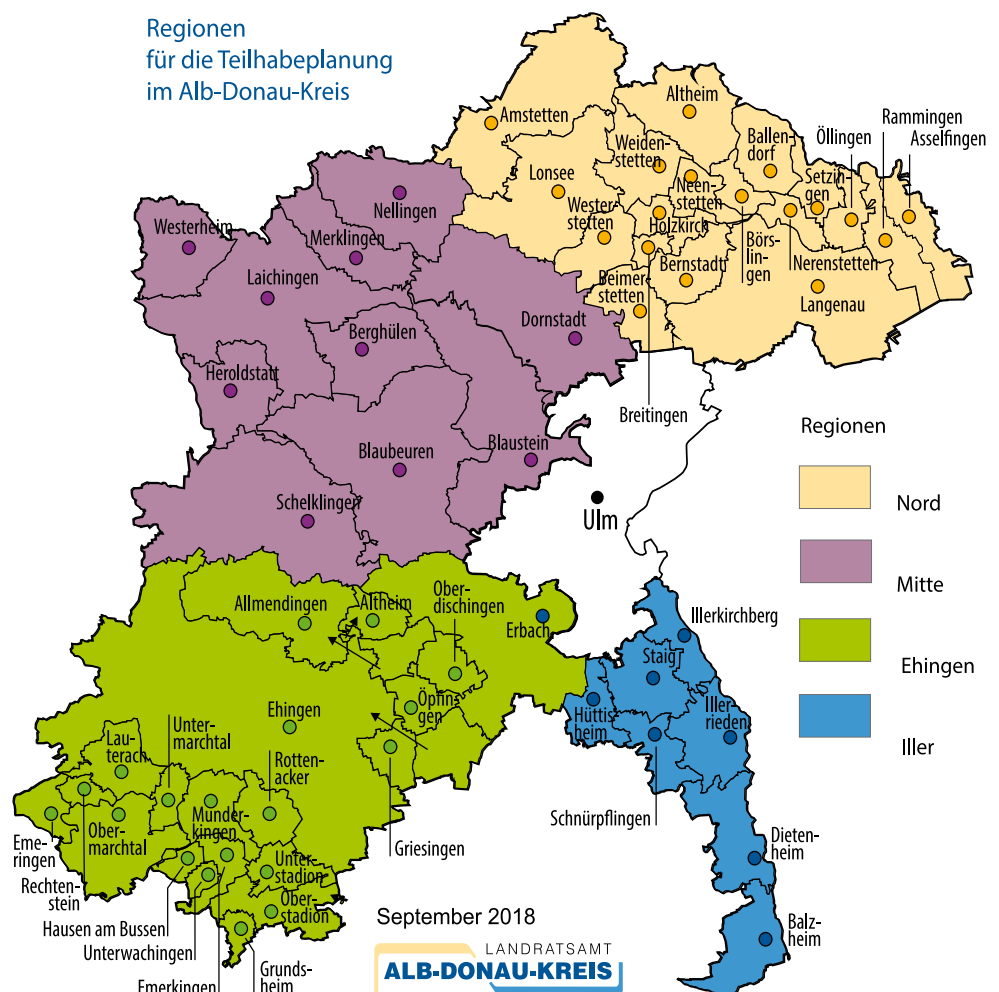 Regionen
für die Teilhabeplanung
im Alb-Donau-Kreis
Amstetten
Altheim
Rammingen
Asselfingen
Öllingen
Ballen-
dorf
Weiden-
stetten
Lonsee
Neen-
stetten
Setzin-
gen
Nellingen
Wester-
stetten
Holzkirch
Westerheim
Merklingen
Börs-
lingen
Nerenstetten
Bernstadt
Laichingen
Beimer-
stetten
Langenau
Dornstadt
Berghülen
Heroldstatt
Breitingen
Regionen
Blaubeuren
Blaustein
Schelklingen
Ulm
Nord
Mitte
Ober-
dischingen
Allmendingen
Altheim
Erbach
Illerkirchberg
Staig
Ehingen
Öpfin-
gen
Ehingen
Hüttis-
heim
Iller-
rieden
Unter-
marchtal
Lau-
terach
Rotten-
acker
Iller
Munder-
kingen
Schnürpflingen
Ober-
marchtal
Eme-
ringen
Griesingen
Dieten-
heim
Rechten-
stein
Unter-
stadion
Hausen am Bussen
Ober-
stadion
September 2018
Balz-
heim
Unterwachingen
Grunds-
heim
Emerkingen
LANDRATSAMT
ALB-DONAU-KREIS